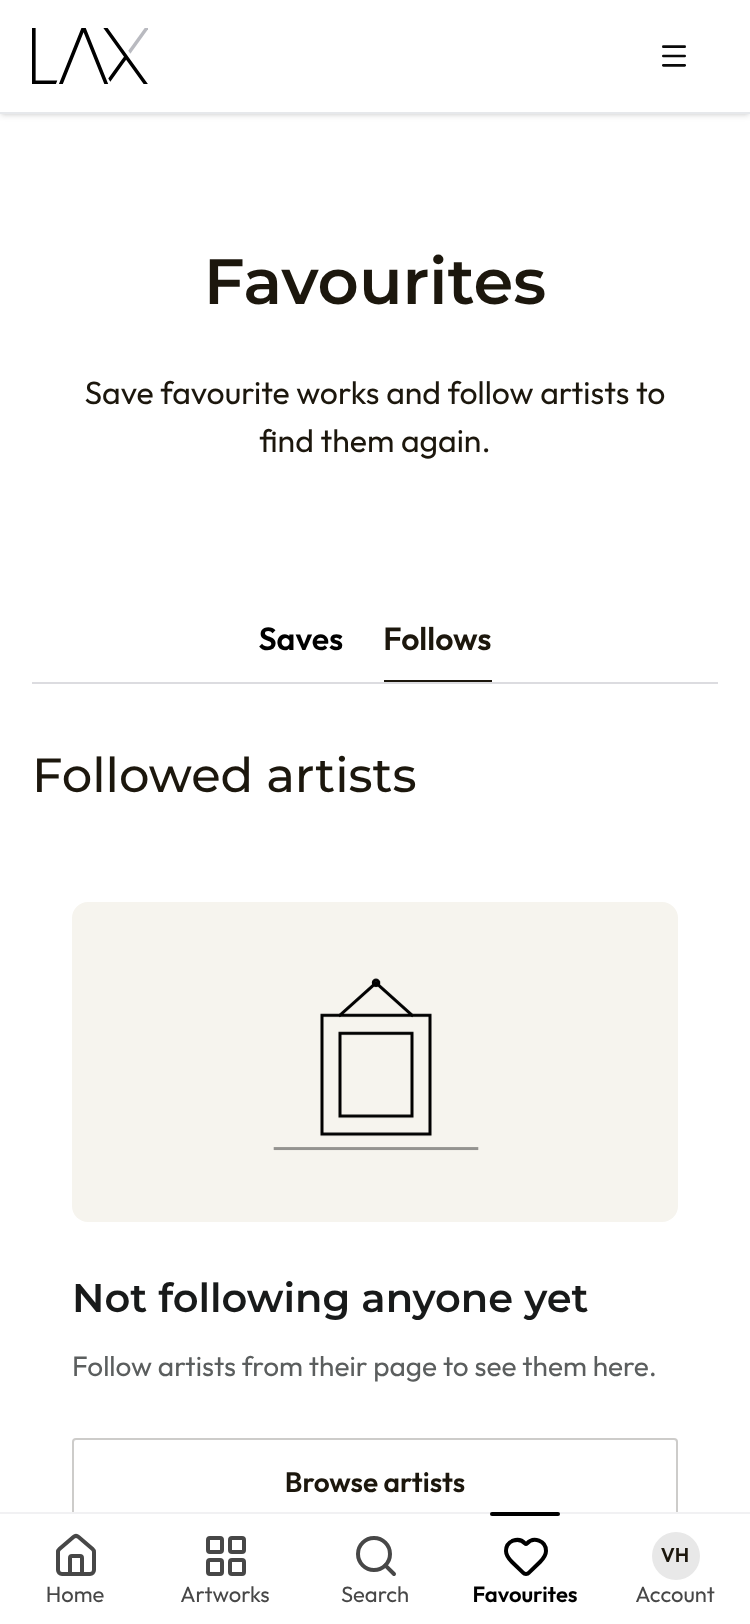 LAX
Favourites
Save favourite works and follow artists to
find them again.
Saves Follows
Followed artists
Not following anyone yet
Follow artists from their page to see them here.
Browse artists
VH
Home Artworks Search Favourites Account